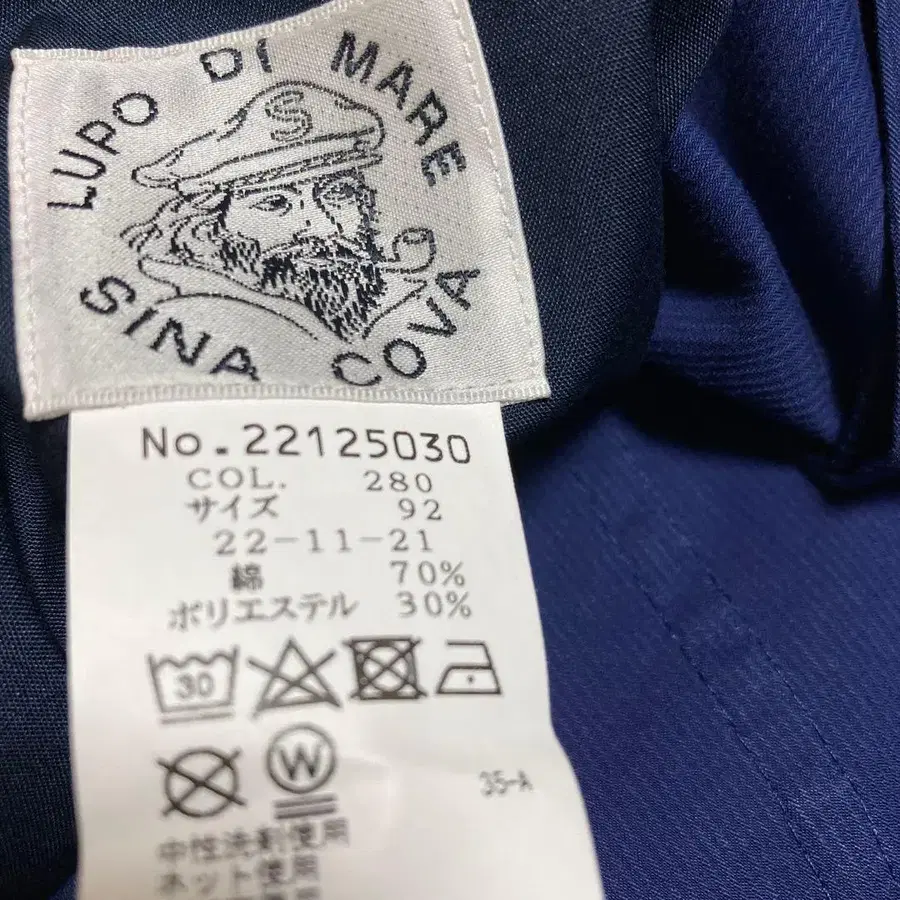 LUPO DI MARE
S
SINA COVA
No.22125030
COL. 280
サイズ 92
22-11-21
綿 70%
ポリエステル 30%
30
W
35-A
中性洗剤使用
ネット使用